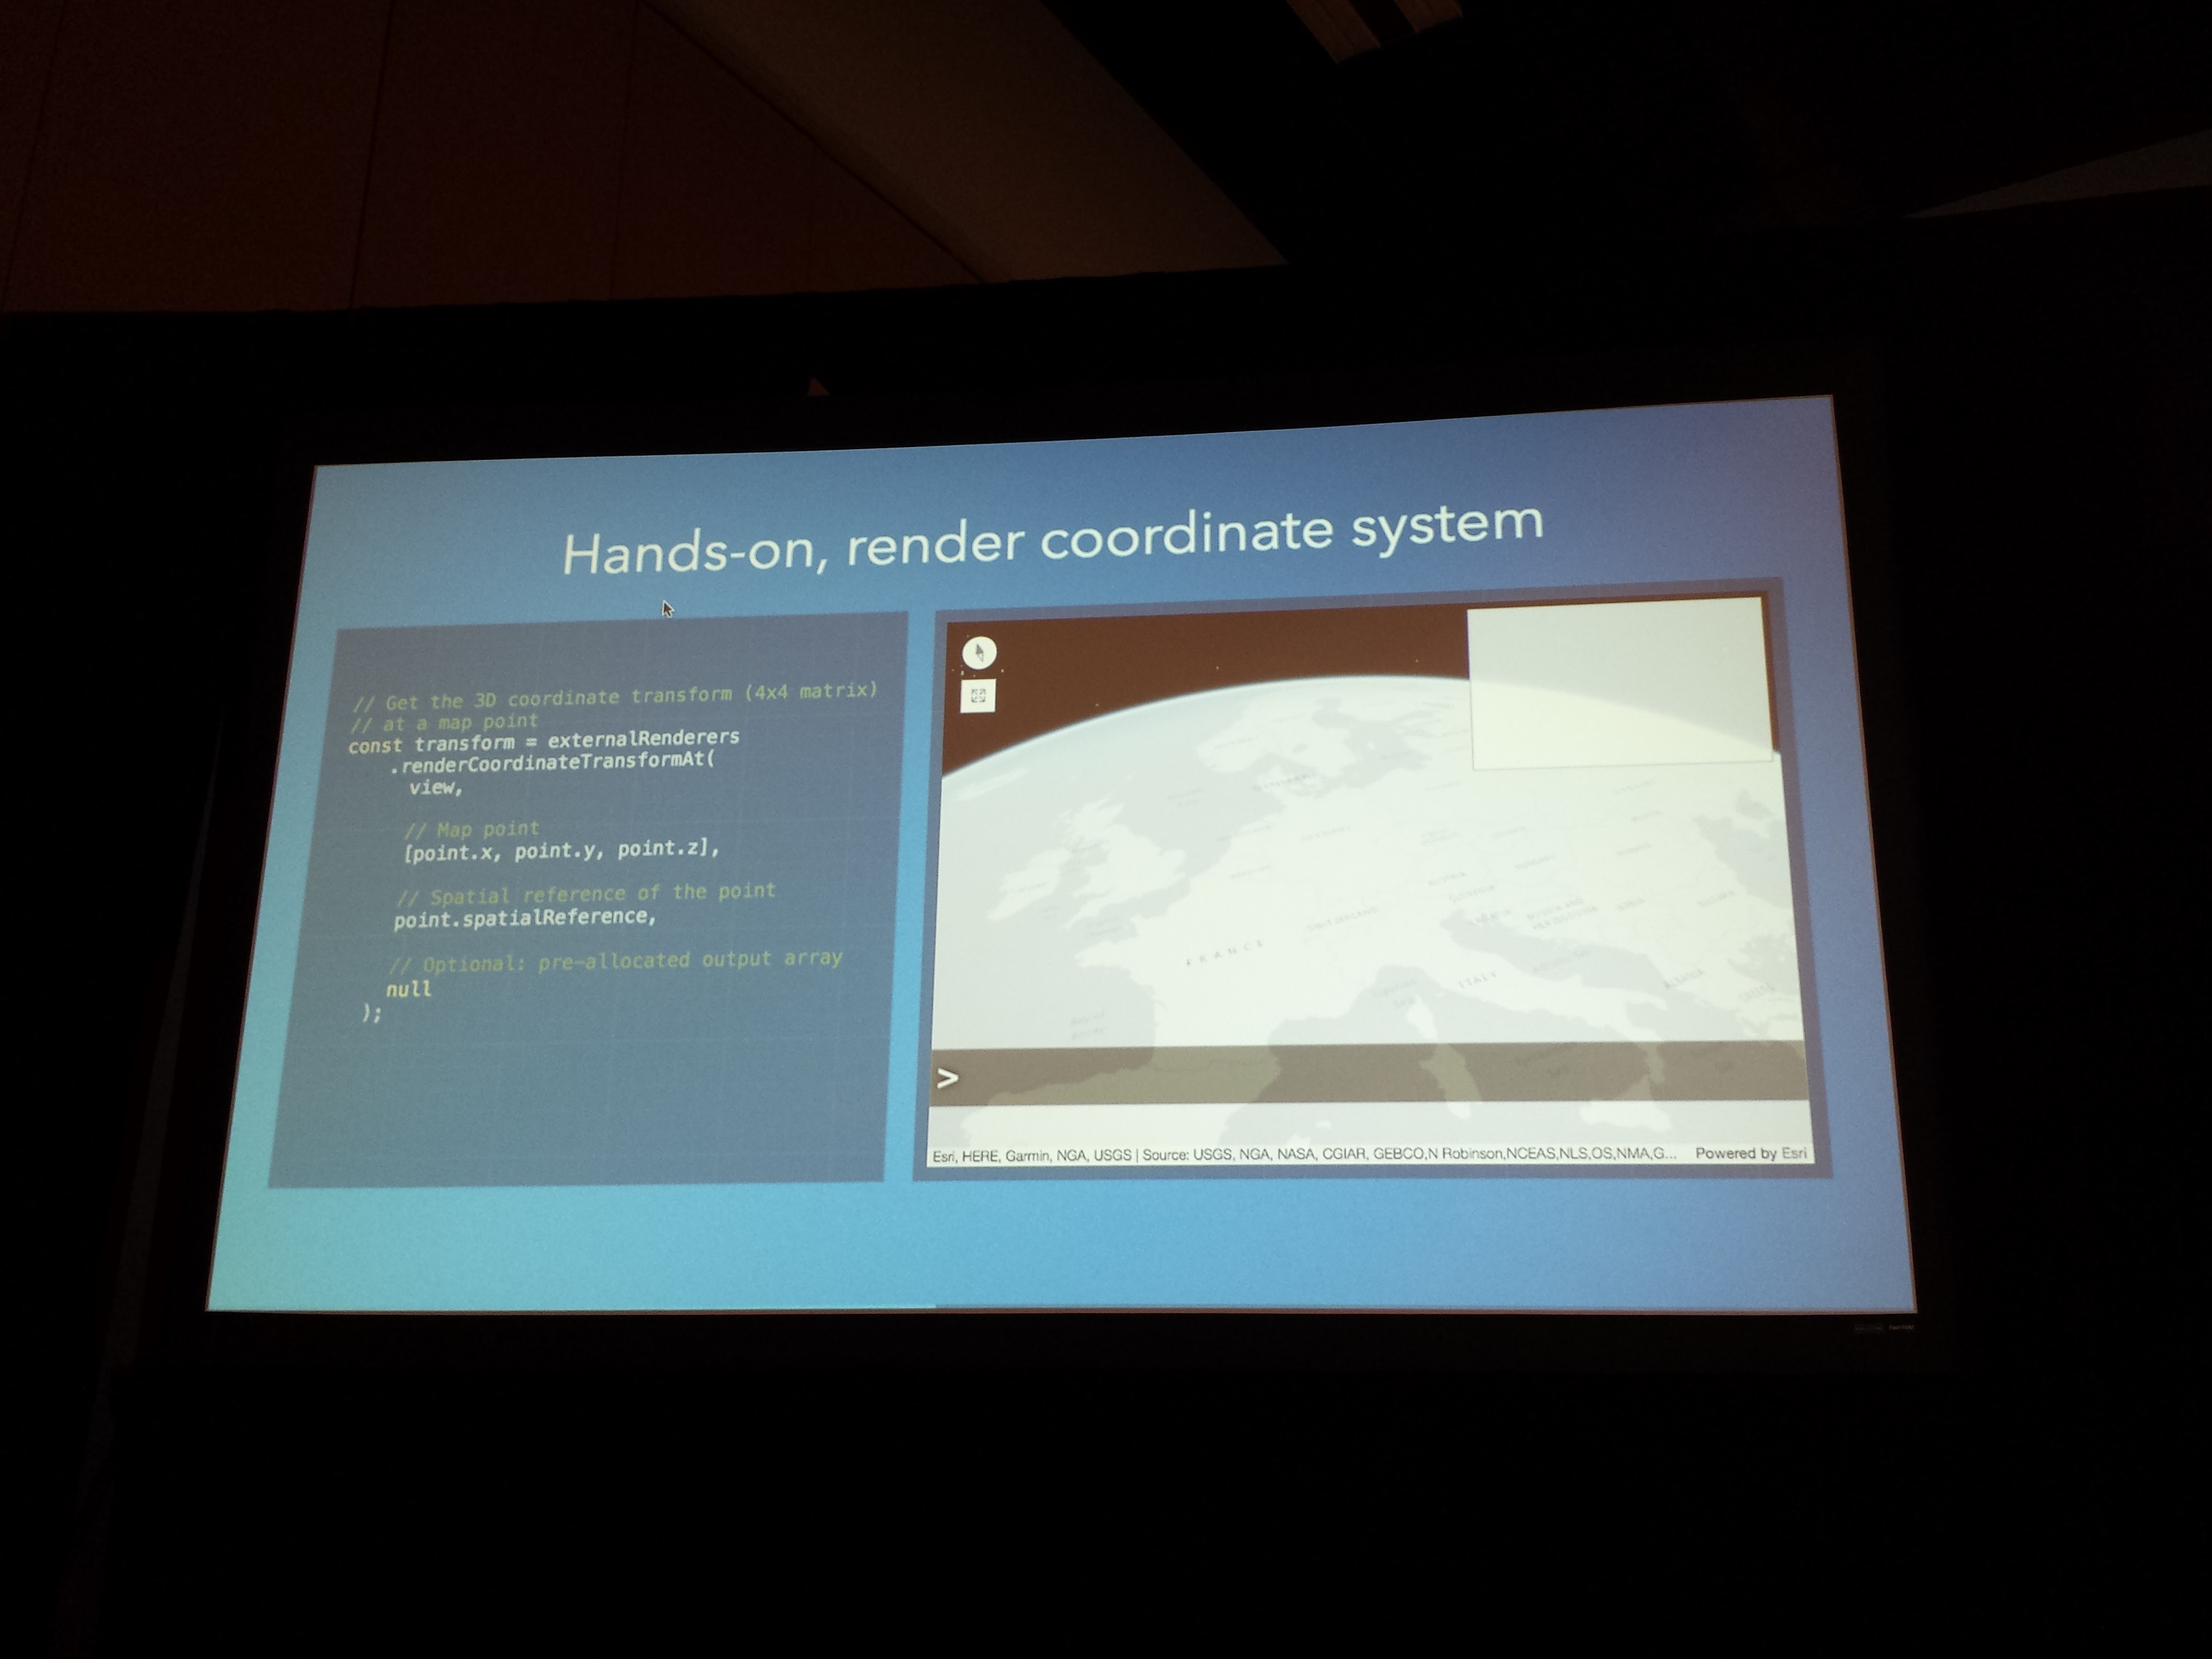 Hands-on, render coordinate system
// Get the 3D coordinate transform (4x4 matrix)
// at a map point
const transform = externalRenderers
.renderCoordinateTransformAt(
view,
// Map point
[point.x, point.y, point.z],
// Spatial reference of the point
point.spatialReference,
// Optional: pre-allocated output array
null
);
FRANCE
SWITZERLAND
ITALY
>
Esri, HERE, Garmin, NGA, USGS | Source: USGS, NGA, NASA, CGIAR, GEBCO,N Robinson,NCEAS,NLS,OS,NMA,G... Powered by Esri